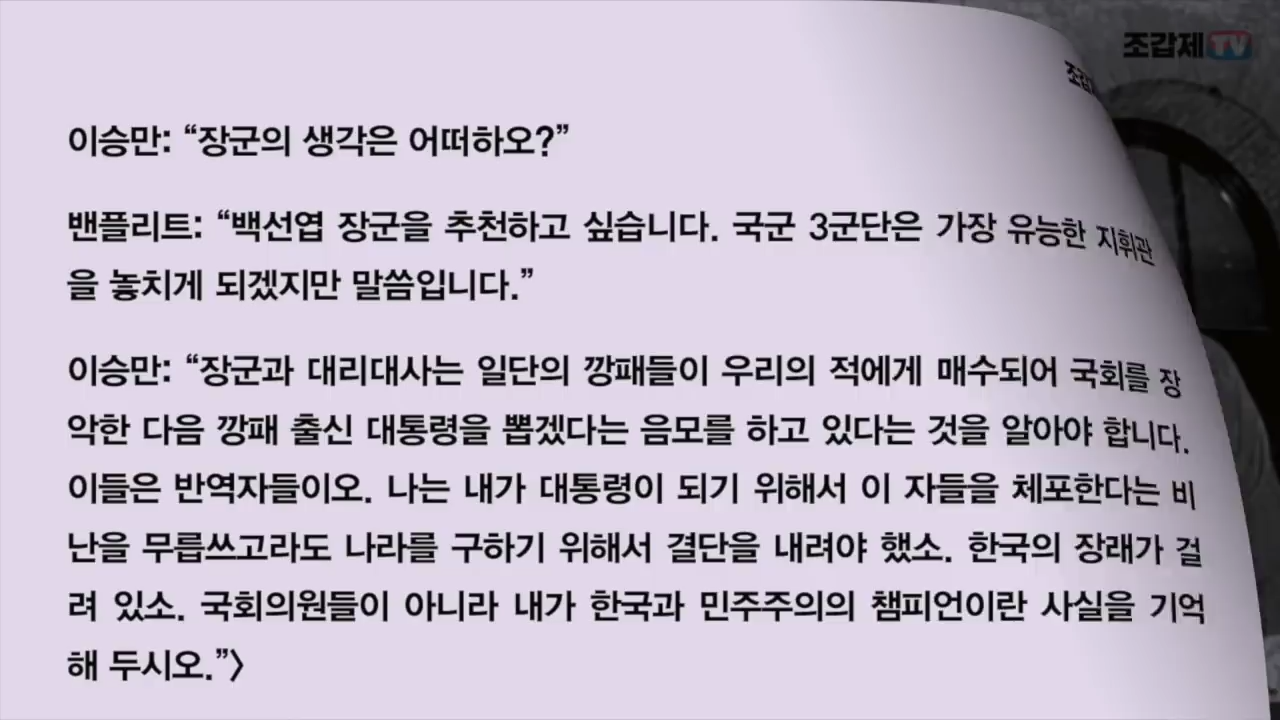 조갑제TV
조갑제
이승만: “장군의 생각은 어떠하오?”
밴플리트: “백선엽 장군을 추천하고 싶습니다. 국군 3군단은 가장 유능한 지휘관
을 놓치게 되겠지만 말씀입니다.”
이승만: “장군과 대리대사는 일단의 깡패들이 우리의 적에게 매수되어 국회를 장
악한 다음 깡패 출신 대통령을 뽑겠다는 음모를 하고 있다는 것을 알아야 합니다.
이들은 반역자들이오. 나는 내가 대통령이 되기 위해서 이 자들을 체포한다는 비
난을 무릅쓰고라도 나라를 구하기 위해서 결단을 내려야 했소. 한국의 장래가 걸
려 있소. 국회의원들이 아니라 내가 한국과 민주주의의 챔피언이란 사실을 기억
해 두시오.”〉